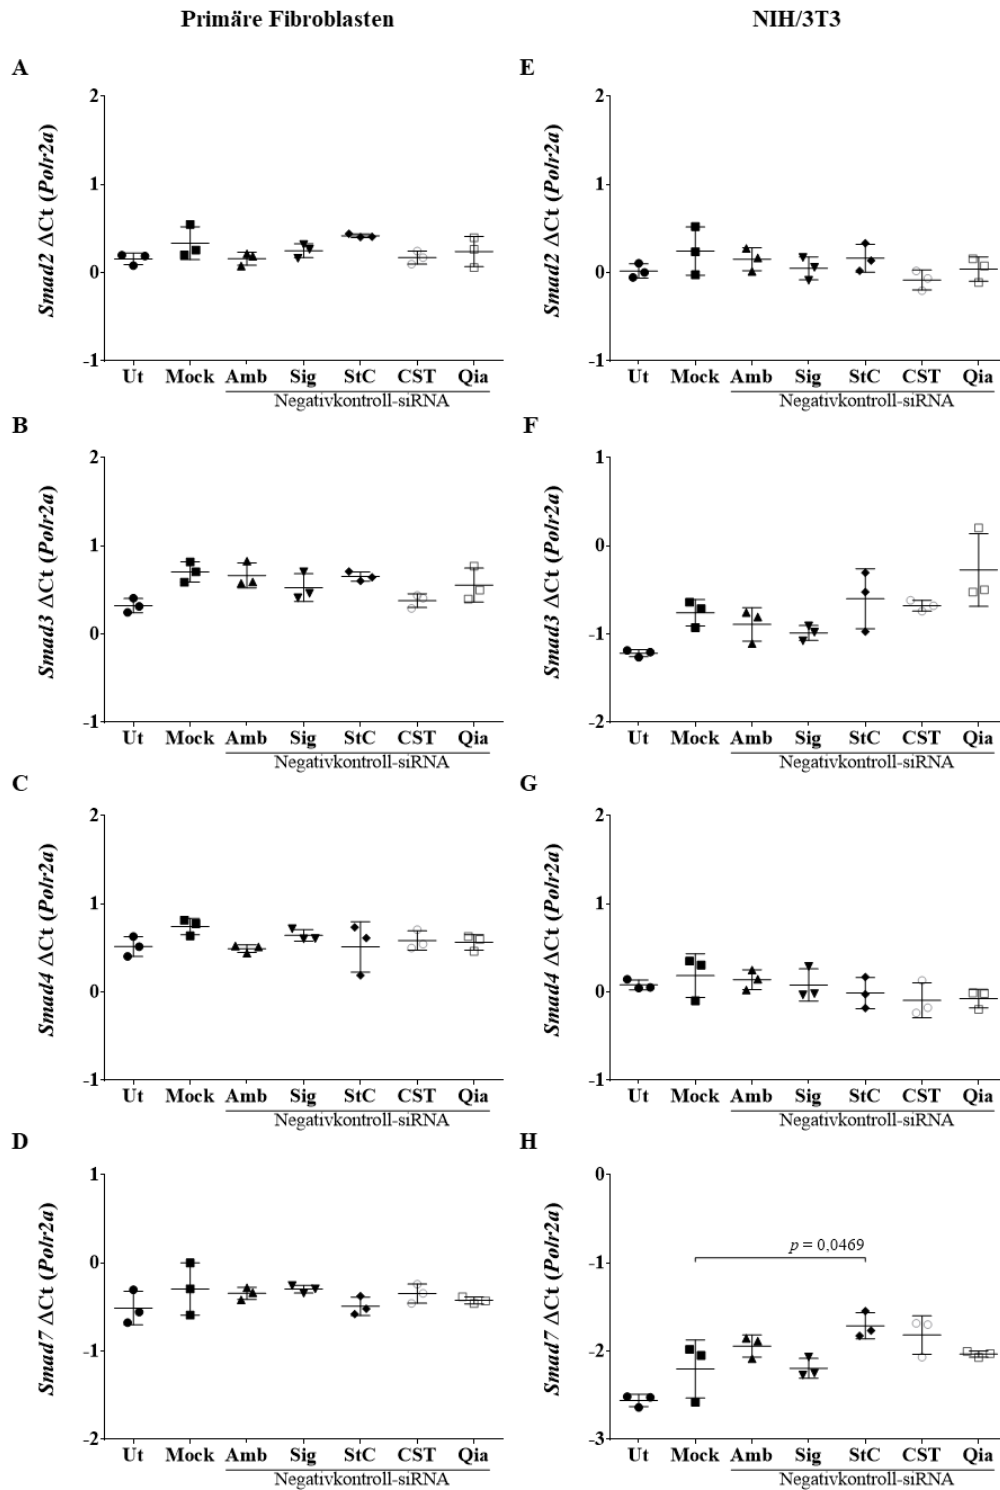 Primäre Fibroblasten
NIH/3T3
A
Smad2 ΔCt (Polr2a)
2
1
0
-1
Ut Mock Amb Sig StC CST Qia
Negativkontroll-siRNA
E
Smad2 ΔCt (Polr2a)
2
1
0
-1
Ut Mock Amb Sig StC CST Qia
Negativkontroll-siRNA
B
Smad3 ΔCt (Polr2a)
2
1
0
-1
Ut Mock Amb Sig StC CST Qia
Negativkontroll-siRNA
F
Smad3 ΔCt (Polr2a)
1
0
-1
-2
Ut Mock Amb Sig StC CST Qia
Negativkontroll-siRNA
C
Smad4 ΔCt (Polr2a)
2
1
0
-1
Ut Mock Amb Sig StC CST Qia
Negativkontroll-siRNA
G
Smad4 ΔCt (Polr2a)
2
1
0
-1
Ut Mock Amb Sig StC CST Qia
Negativkontroll-siRNA
D
Smad7 ΔCt (Polr2a)
1
0
-1
-2
Ut Mock Amb Sig StC CST Qia
Negativkontroll-siRNA
H
Smad7 ΔCt (Polr2a)
0
-1
-2
-3
p = 0,0469
Ut Mock Amb Sig StC CST Qia
Negativkontroll-siRNA